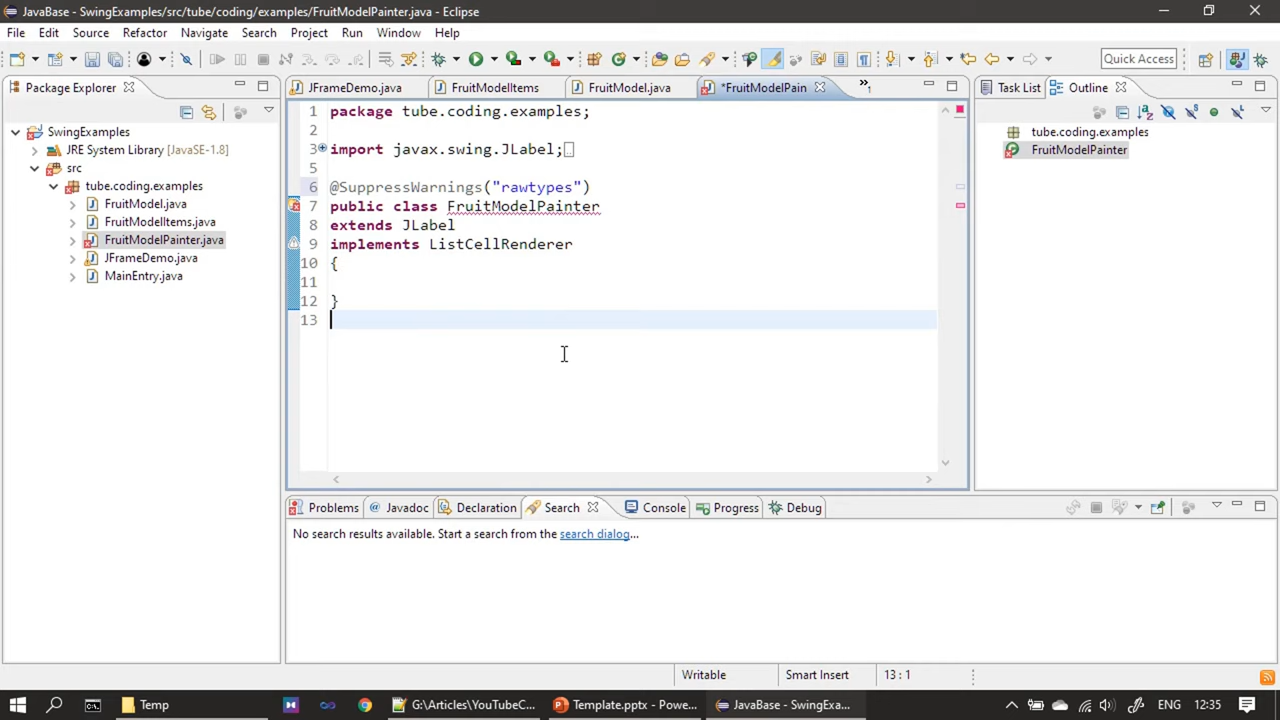 JavaBase - SwingExamples/src/tube/coding/examples/FruitModelPainter.java - Eclipse
File Edit Source Refactor Navigate Search Project Run Window Help
Quick Access
Package Explorer
JFrameDemo.java
FruitModelItems
FruitModel.java
*FruitModelPain
»1
Task List
Outline
SwingExamples
JRE System Library [JavaSE-1.8]
src
tube.coding.examples
FruitModel.java
FruitModelItems.java
FruitModelPainter.java
JFrameDemo.java
MainEntry.java
1 package tube.coding.examples;
2
3 import javax.swing.JLabel;
5
6 @SuppressWarnings("rawtypes")
7 public class FruitModelPainter
8 extends JLabel
9 implements ListCellRenderer
10 {
11
12 }
13
tube.coding.examples
FruitModelPainter
Problems Javadoc Declaration Search Console Progress Debug
No search results available. Start a search from the search dialog...
Writable Smart Insert 13 : 1
Temp
G:\Articles\YouTubeC...
Template.pptx - Powe...
JavaBase - SwingExa...
ENG 12:35